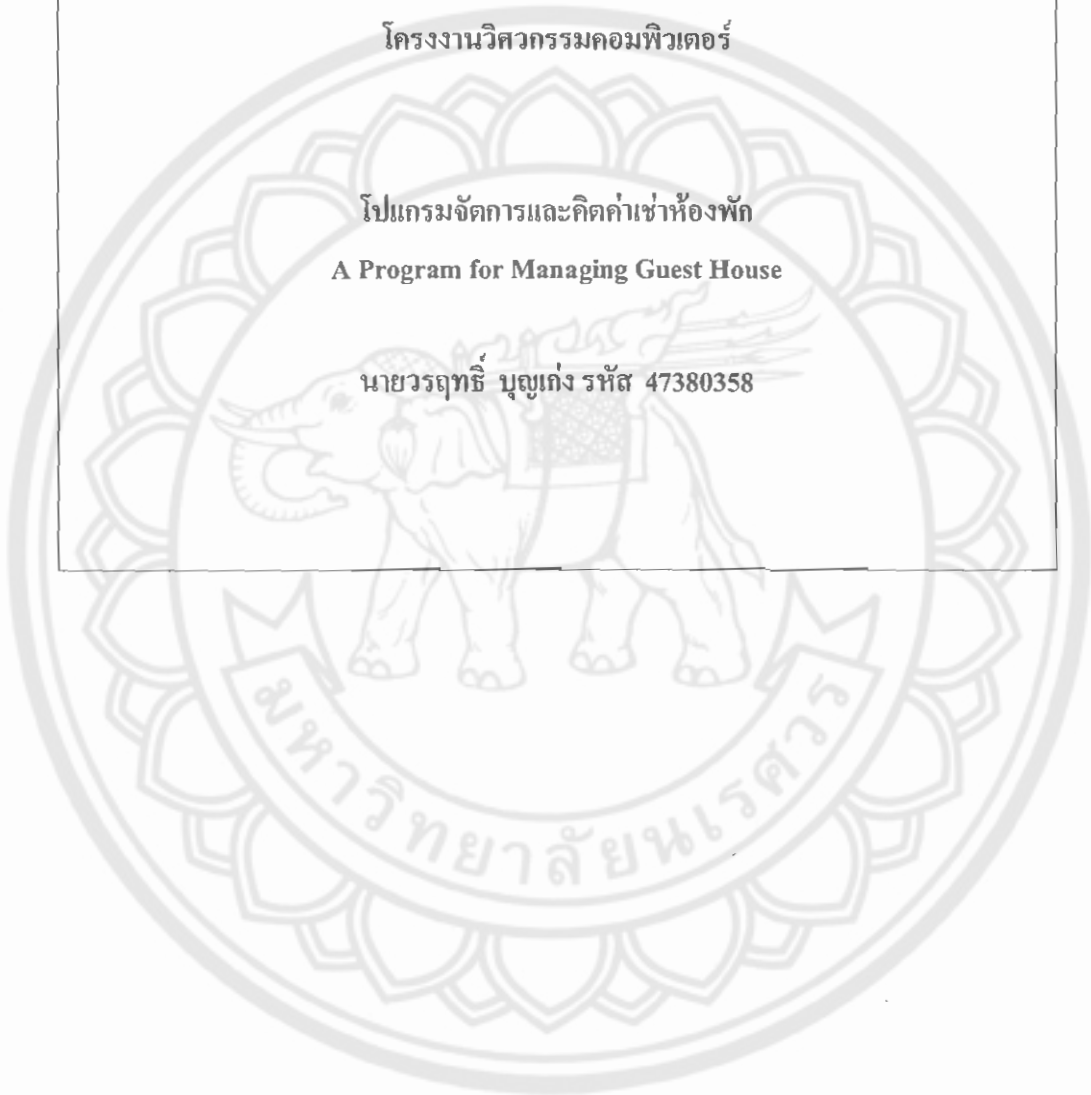 โครงงานวิศวกรรมคอมพิวเตอร์
โปแกรมจัดการและคิดค่าเช่าห้องพัก
A Program for Managing Guest House
นายวรฤทธิ์ บุญเก่ง รหัส 47380358
มหาวิทยาลัยนเรศวร